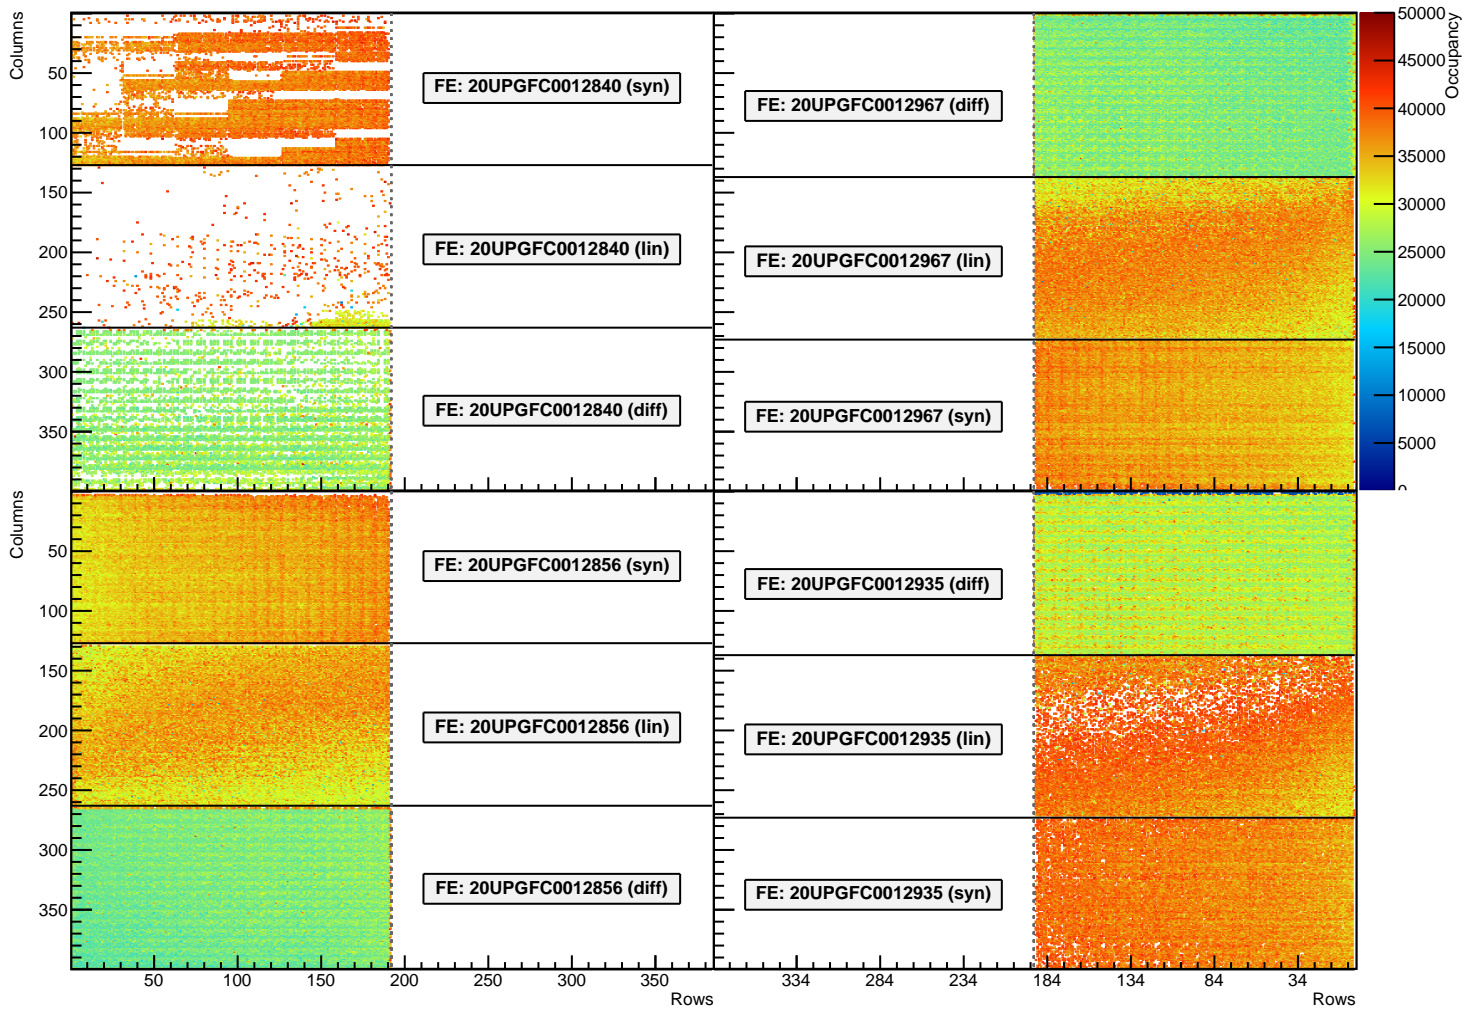 Columns
50
100
150
200
250
300
350
FE: 20UPGFC0012840 (syn)
FE: 20UPGFC0012840 (lin)
FE: 20UPGFC0012840 (diff)
FE: 20UPGFC0012967 (diff)
FE: 20UPGFC0012967 (lin)
FE: 20UPGFC0012967 (syn)
50000
45000
40000
35000
30000
25000
20000
15000
10000
5000
0
Occupancy
Columns
50
100
150
200
250
300
350
FE: 20UPGFC0012856 (syn)
FE: 20UPGFC0012856 (lin)
FE: 20UPGFC0012856 (diff)
FE: 20UPGFC0012935 (diff)
FE: 20UPGFC0012935 (lin)
FE: 20UPGFC0012935 (syn)
50 100 150 200 250 300 350
Rows
334 284 234 184 134 84 34
Rows